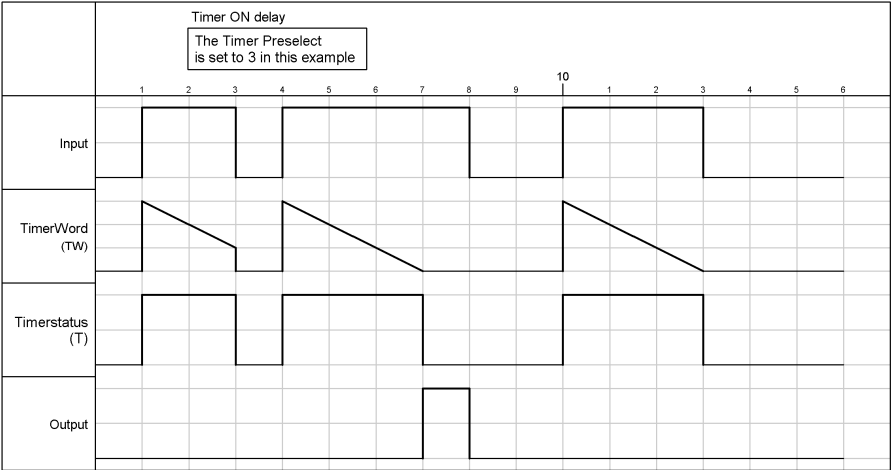 Timer ON delay
The Timer Preselect
is set to 3 in this example
10
1 2 3 4 5 6 7 8 9 1 2 3 4 5 6
Input
TimerWord
(TW)
Timerstatus
(T)
Output